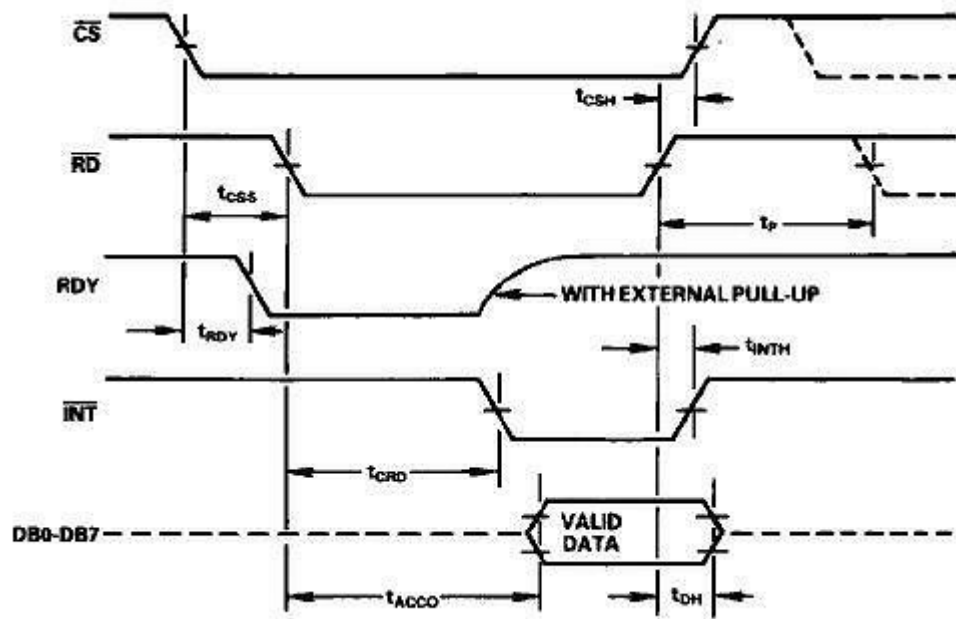 CS
tCSH
RD
tCSS
tP
RDY
WITH EXTERNAL PULL-UP
tRDY
tINTH
INT
tCRD
DB0-DB7
VALID
DATA
tACCO
tDH